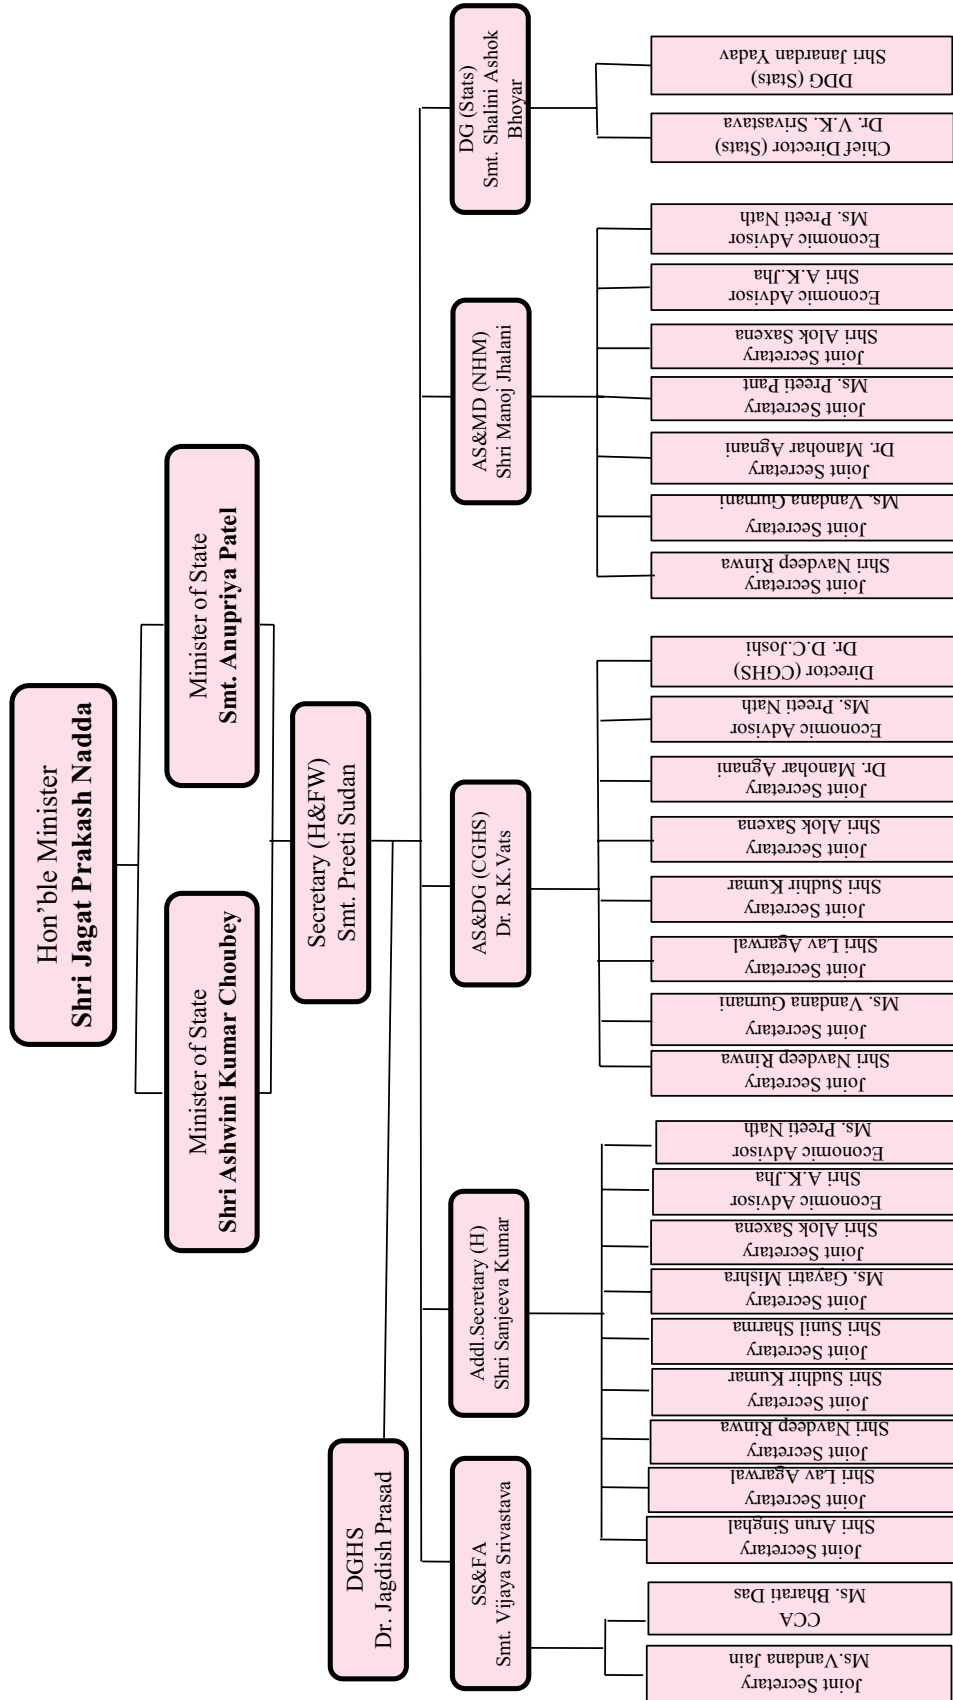 Hon'ble Minister
Shri Jagat Prakash Nadda
Minister of State
Shri Ashwini Kumar Choubey
Minister of State
Smt. Anupriya Patel
Secretary (H&FW)
Smt. Preeti Sudan
DGHS
Dr. Jagdish Prasad
SS&FA
Smt. Vijaya Srivastava
Addl.Secretary (H)
Shri Sanjeeva Kumar
AS&DG (CGHS)
Dr. R.K.Vats
AS&MD (NHM)
Shri Manoj Jhalani
DG (Stats)
Smt. Shalini Ashok
Bhoyar
Joint Secretary
Ms.Vandana Jain
CCA
Ms. Bharati Das
Joint Secretary
Shri Arun Singhal
Joint Secretary
Shri Lav Agarwal
Joint Secretary
Shri Navdeep Rinwa
Joint Secretary
Shri Sudhir Kumar
Joint Secretary
Shri Sunil Sharma
Joint Secretary
Ms. Gayatri Mishra
Joint Secretary
Shri Alok Saxena
Economic Advisor
Shri A.K.Jha
Economic Advisor
Ms. Preeti Nath
Joint Secretary
Shri Navdeep Rinwa
Joint Secretary
Ms. Vandana Gurnani
Joint Secretary
Shri Lav Agarwal
Joint Secretary
Shri Sudhir Kumar
Joint Secretary
Shri Alok Saxena
Joint Secretary
Dr. Manohar Agnani
Economic Advisor
Ms. Preeti Nath
Director (CGHS)
Dr. D.C.Joshi
Joint Secretary
Shri Navdeep Rinwa
Joint Secretary
Ms. Vandana Gurnani
Joint Secretary
Dr. Manohar Agnani
Joint Secretary
Ms. Preeti Pant
Joint Secretary
Shri Alok Saxena
Economic Advisor
Shri A.K.Jha
Economic Advisor
Ms. Preeti Nath
Chief Director (Stats)
Dr. V.K. Srivastava
DDG (Stats)
Shri Janardan Yadav